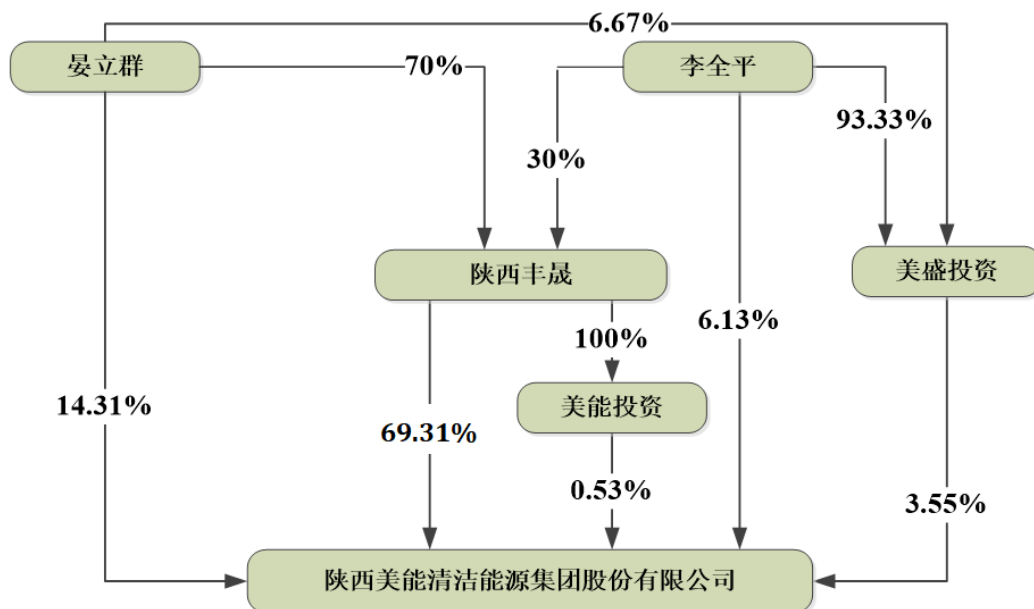 6.67%
晏立群
70%
李全平
93.33%
30%
陕西丰晟
美盛投资
6.13%
100%
14.31%
美能投资
69.31%
0.53%
3.55%
陕西美能清洁能源集团股份有限公司